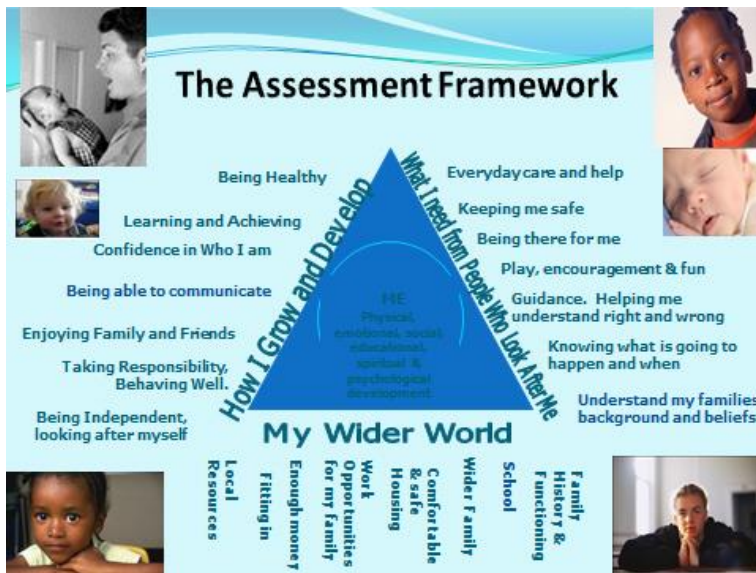 The Assessment Framework
Being Healthy
Learning and Achieving
Confidence in Who I am
Being able to communicate
Enjoying Family and Friends
Taking Responsibility,
Behaving Well.
Being Independent,
looking after myself
How I Grow and Develop
ME
Physical,
emotional, social,
educational,
spiritual &
psychological
development
What I need from People Who Look After Me
Everyday care and help
Keeping me safe
Being there for me
Play, encouragement & fun
Guidance. Helping me
understand right and wrong
Knowing what is going to
happen and when
Understand my families
background and beliefs
My Wider World
Local
Resources
Fitting in
Enough money
Work
Opportunities
for my family
Comfortable
& safe
Housing
Wider Family
School
Family
History &
Functioning